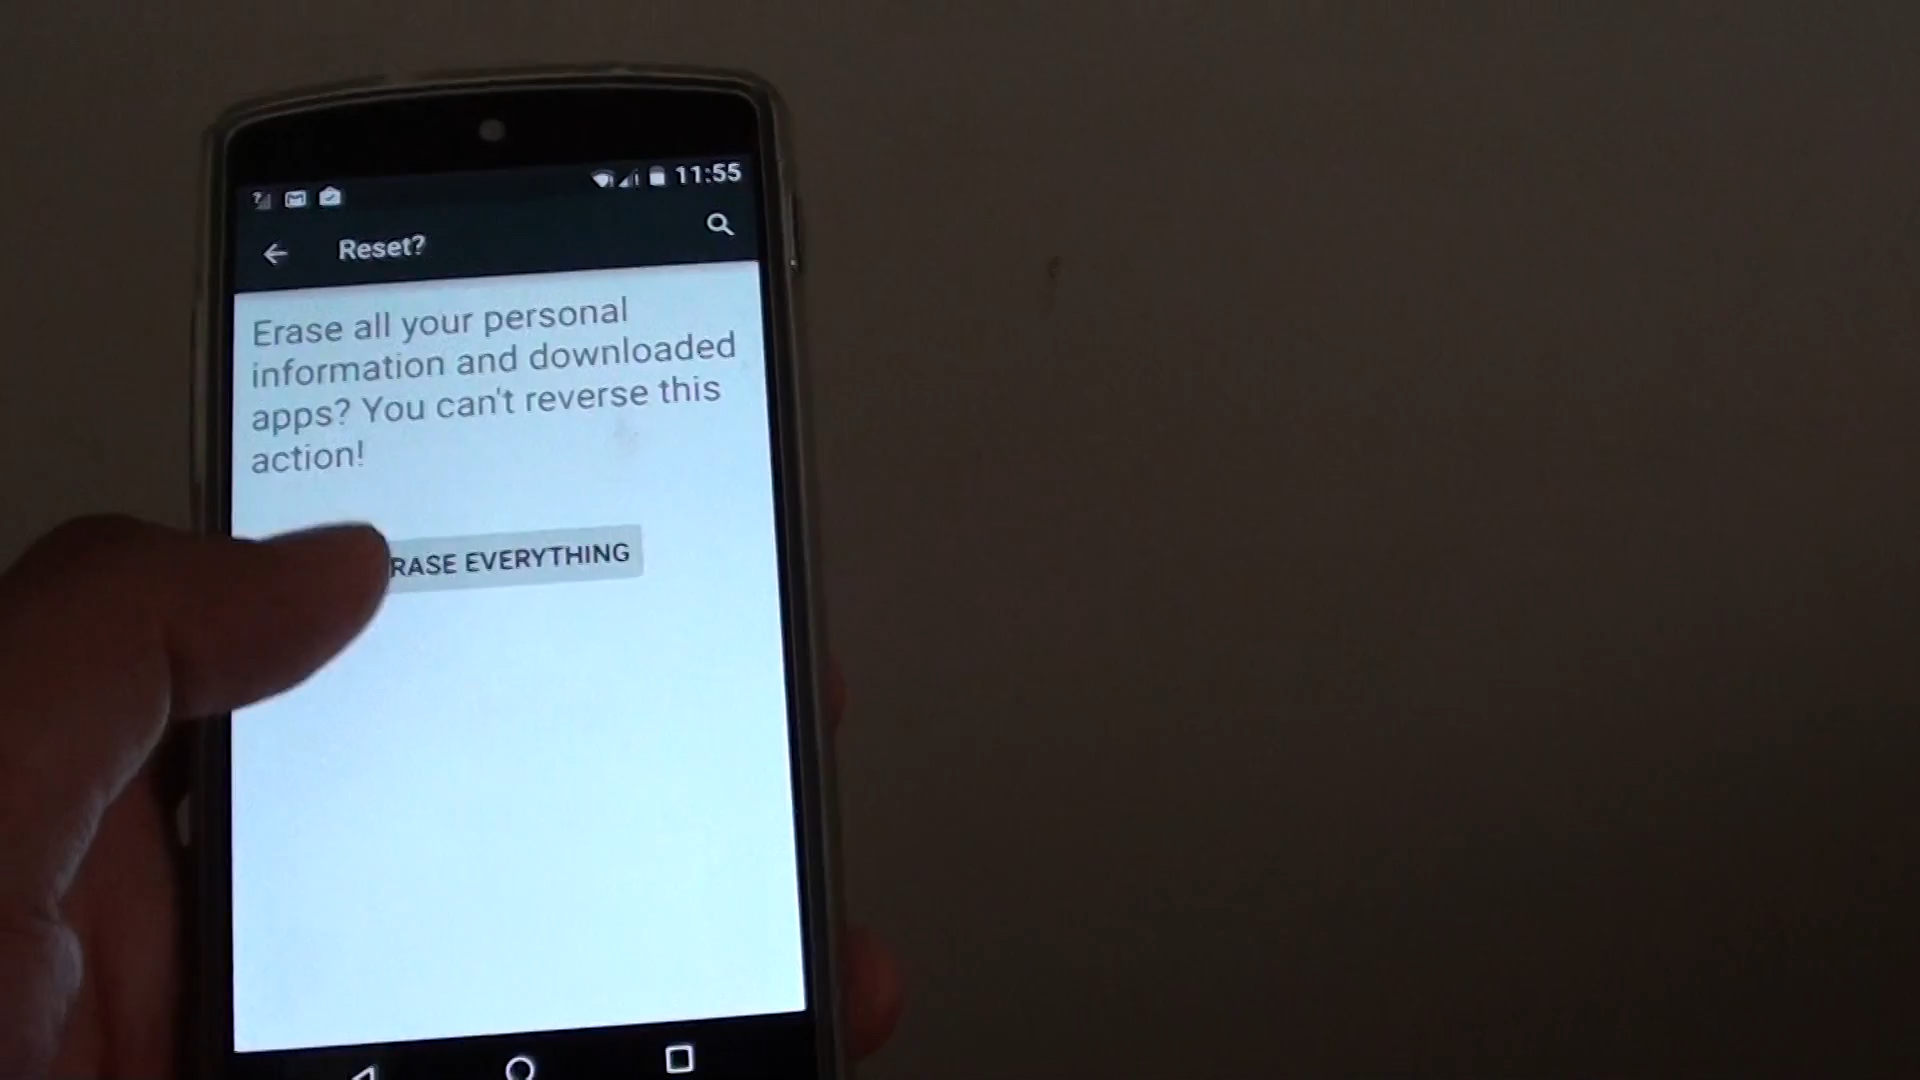 11:55
Reset?
Erase all your personal
information and downloaded
apps? You can't reverse this
action!
RASE EVERYTHING